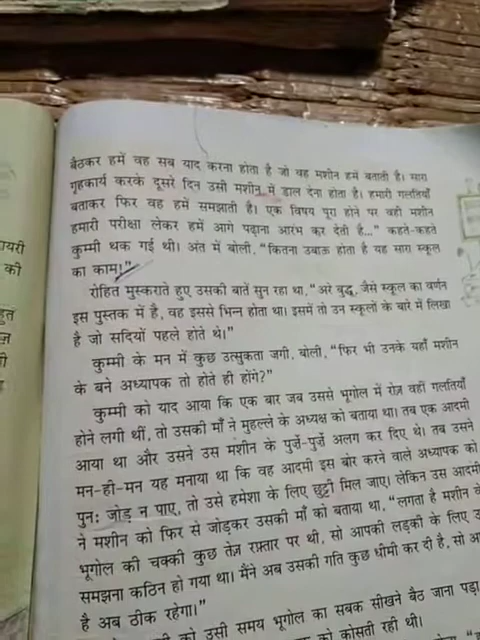 बैठकर हमें वह सब याद करना होता है जो वह मशीन हमें बताती है। सारा
गृहकार्य करके दूसरे दिन उसी मशीन में डाल देना होता है। हमारी गलतियाँ
बताकर फिर वह हमें समझाती है। एक विषय पूरा होने पर वही मशीन
हमारी परीक्षा लेकर हमें आगे पढ़ाना आरंभ कर देती है..." कहते-कहते
कुम्मी थक गई थी। अंत में बोली, "कितना उबाऊ होता है यह सारा स्कूल
का काम!"
रोहित मुस्कराते हुए उसकी बातें सुन रहा था, "अरे बुद्धू, जैसे स्कूल का वर्णन
इस पुस्तक में है, वह इससे भिन्न होता था। इसमें तो उन स्कूलों के बारे में लिखा
है जो सदियों पहले होते थे।"
कुम्मी के मन में कुछ उत्सुकता जगी, बोली, "फिर भी उनके यहाँ मशीन
के बने अध्यापक तो होते ही होंगे?"
कुम्मी को याद आया कि एक बार जब उससे भूगोल में रोज़ वही गलतियाँ
होने लगी थीं, तो उसकी माँ ने मुहल्ले के अध्यक्ष को बताया था। तब एक आदमी
आया था और उसने उस मशीन के पुर्ज़े-पुर्ज़े अलग कर दिए थे। तब उसने
मन-ही-मन यह मनाया था कि वह आदमी इस बोर करने वाले अध्यापक को
पुन: जोड़ न पाए, तो उसे हमेशा के लिए छुट्टी मिल जाए। लेकिन उस आदमी
ने मशीन को फिर से जोड़कर उसकी माँ को बताया था, "लगता है मशीन
भूगोल की चक्की कुछ तेज़ रफ़्तार पर थी, सो आपकी लड़की के लिए
समझना कठिन हो गया था। मैंने अब उसकी गति कुछ धीमी कर दी है, सो
है अब ठीक रहेगा।"
को उसी समय भूगोल का सबक सीखने बैठ जाना पड़ा
को कोसती रही थी।